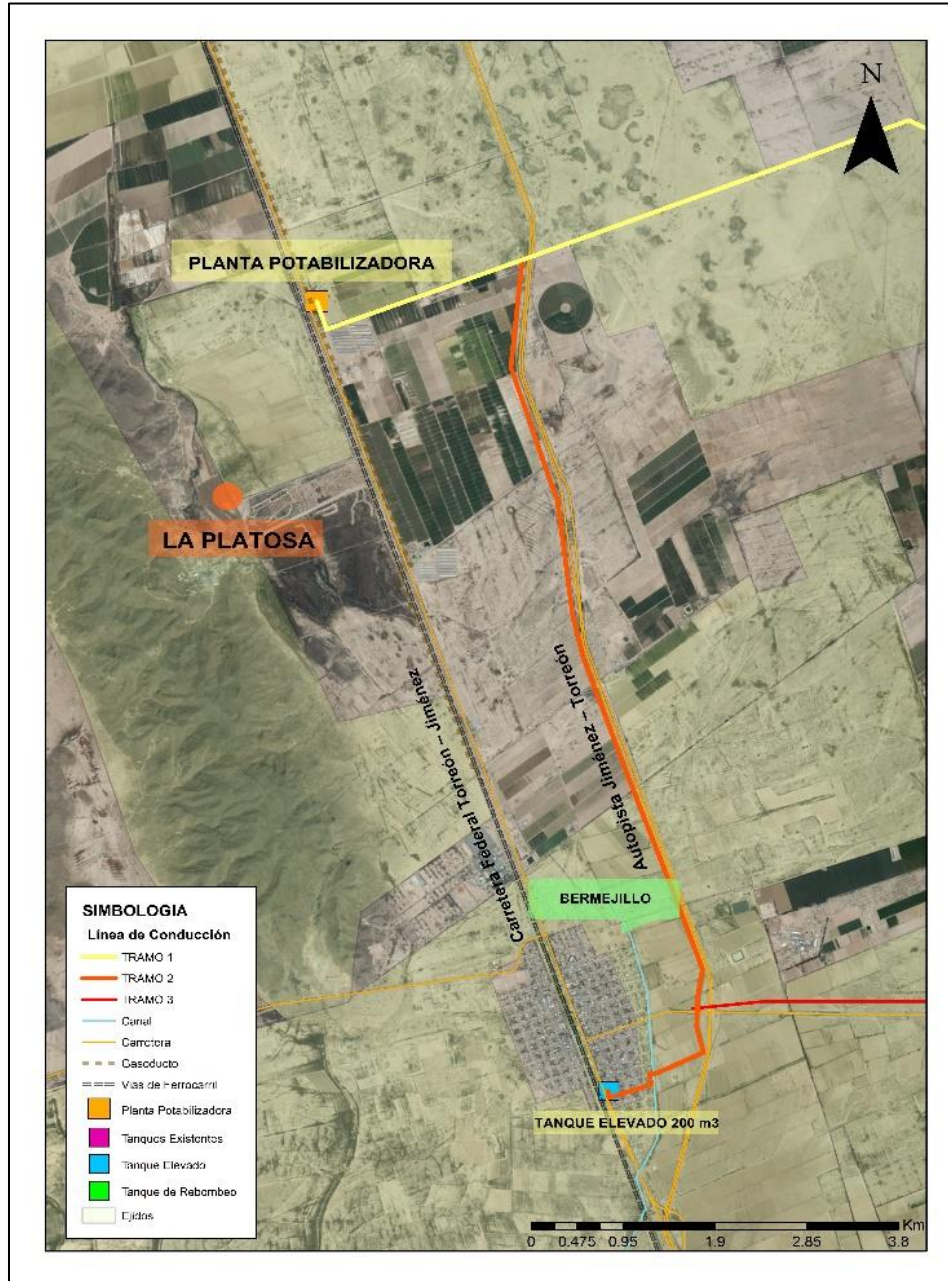 N
PLANTA POTABILIZADORA
LA PLATOSA
Carretera Federal Torreón – Jiménez
Autopista Jiménez – Torreón
BERMEJILLO
TANQUE ELEVADO 200 m3
SIMBOLOGIA
Línea de Conducción
TRAMO 1
TRAMO 2
TRAMO 3
Canal
Carretera
Gasoducto
Vias de Ferrocarril
Planta Potabilizadora
Tanques Existentes
Tanque Elevado
Tanque de Rebombeo
Ejidos
Km
0 0.475 0.95 1.9 2.85 3.8